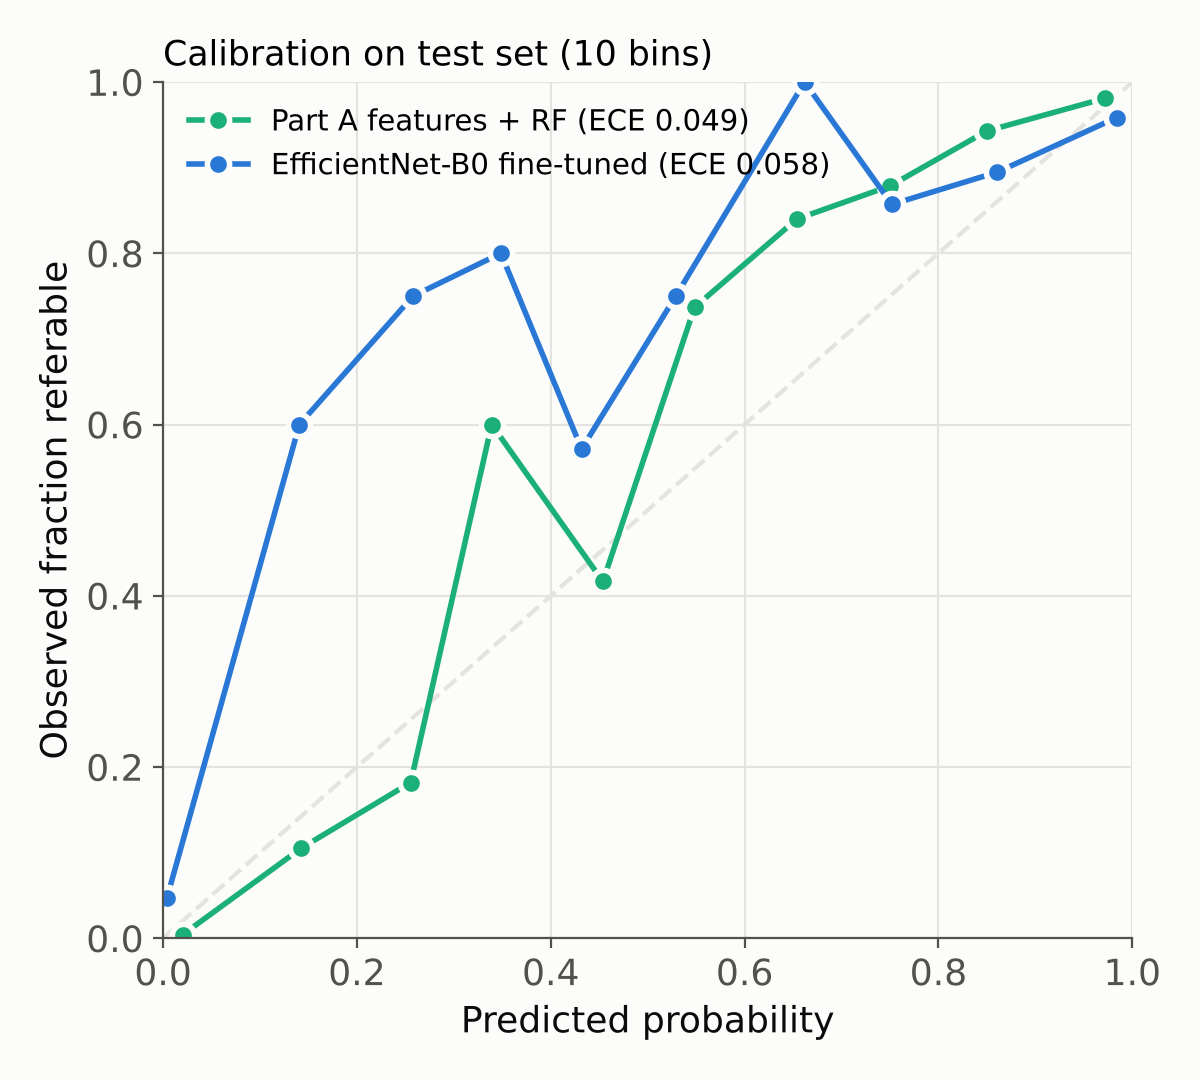 Calibration on test set (10 bins)
Part A features + RF (ECE 0.049)
EfficientNet-B0 fine-tuned (ECE 0.058)
Observed fraction referable
1.0
0.8
0.6
0.4
0.2
0.0
0.0 0.2 0.4 0.6 0.8 1.0
Predicted probability